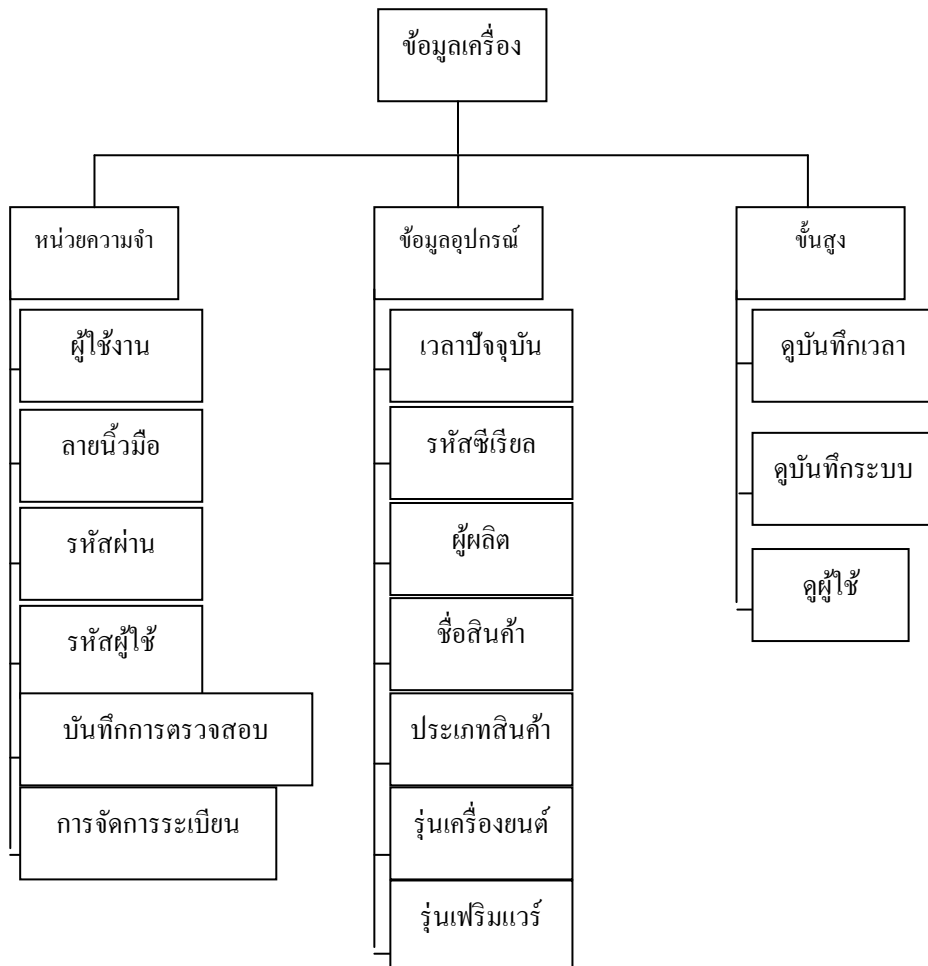 ข้อมูลเครื่อง
หน่วยความจำ
ผู้ใช้งาน
ลายนิ้วมือ
รหัสผ่าน
รหัสผู้ใช้
บันทึกการตรวจสอบ
การจัดการระเบียน
ข้อมูลอุปกรณ์
เวลาปัจจุบัน
รหัสซีเรียล
ผู้ผลิต
ชื่อสินค้า
ประเภทสินค้า
รุ่นเครื่องยนต์
รุ่นเฟริมแวร์
ขั้นสูง
ดูบันทึกเวลา
ดูบันทึกระบบ
ดูผู้ใช้